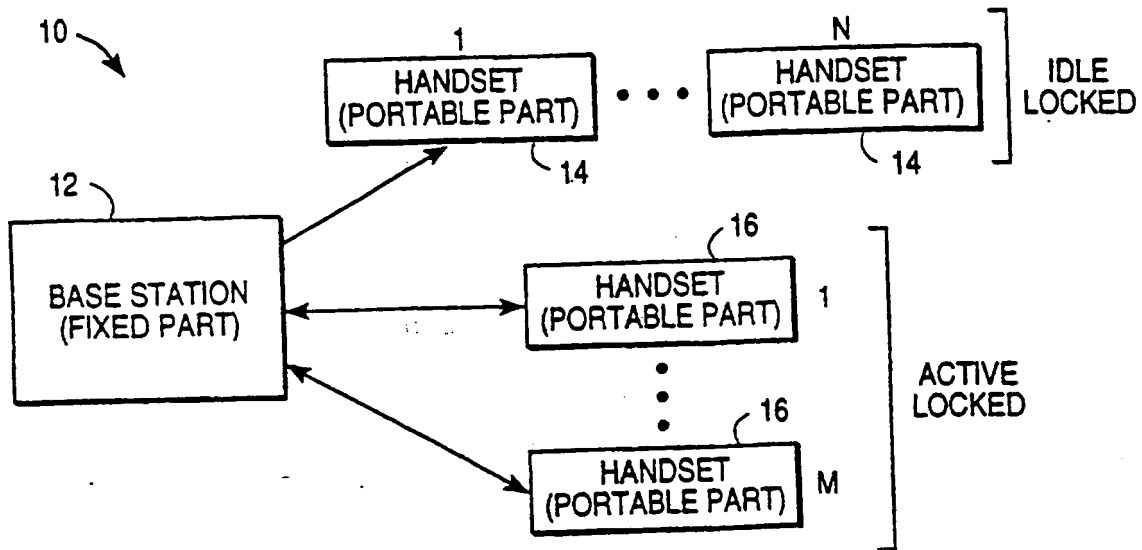 10
1
N
HANDSET
(PORTABLE PART)
HANDSET
(PORTABLE PART)
IDLE
LOCKED
14
14
12
BASE STATION
(FIXED PART)
16
HANDSET
(PORTABLE PART)
1
ACTIVE
LOCKED
16
HANDSET
(PORTABLE PART)
M